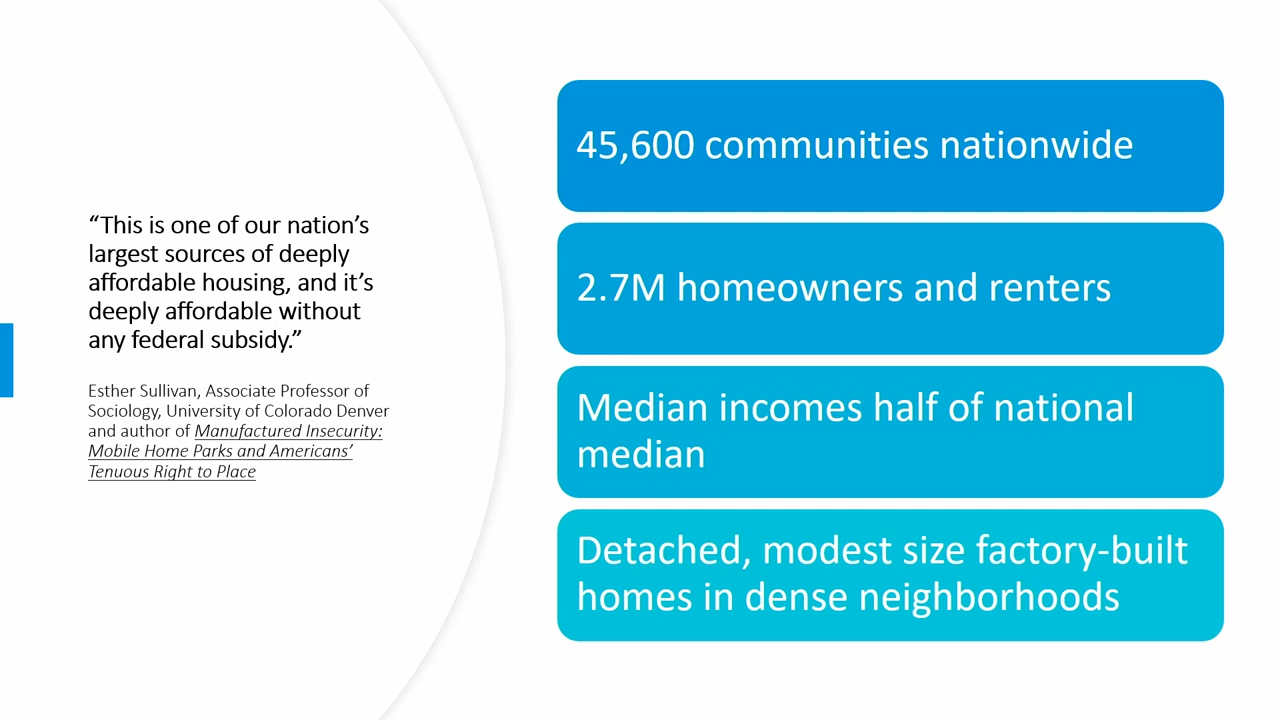 “This is one of our nation’s
largest sources of deeply
affordable housing, and it’s
deeply affordable without
any federal subsidy.”
Esther Sullivan, Associate Professor of
Sociology, University of Colorado Denver
and author of Manufactured Insecurity:
Mobile Home Parks and Americans’
Tenuous Right to Place
45,600 communities nationwide
2.7M homeowners and renters
Median incomes half of national
median
Detached, modest size factory-built
homes in dense neighborhoods